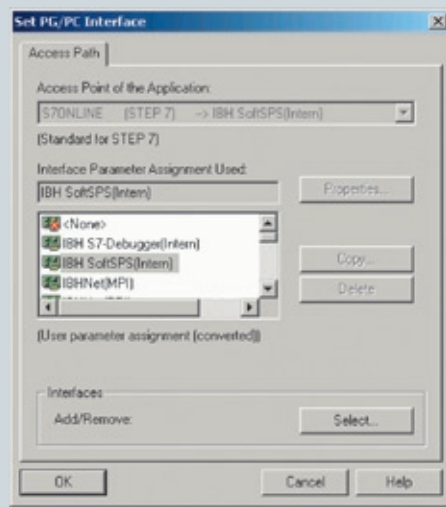 Set PG/PC Interface
Access Path
Access Point of the Application:
S7ONLINE (STEP 7) -> IBH SoftSPS(Intern)
(Standard for STEP 7)
Interface Parameter Assignment Used:
IBH SoftSPS(Intern)
Properties...
<None>
IBH S7-Debugger(Intern)
IBH SoftSPS(Intern)
IBHNet(MPI)
Copy...
Delete
(User parameter assignment (converted))
Interfaces
Add/Remove:
Select...
OK
Cancel
Help